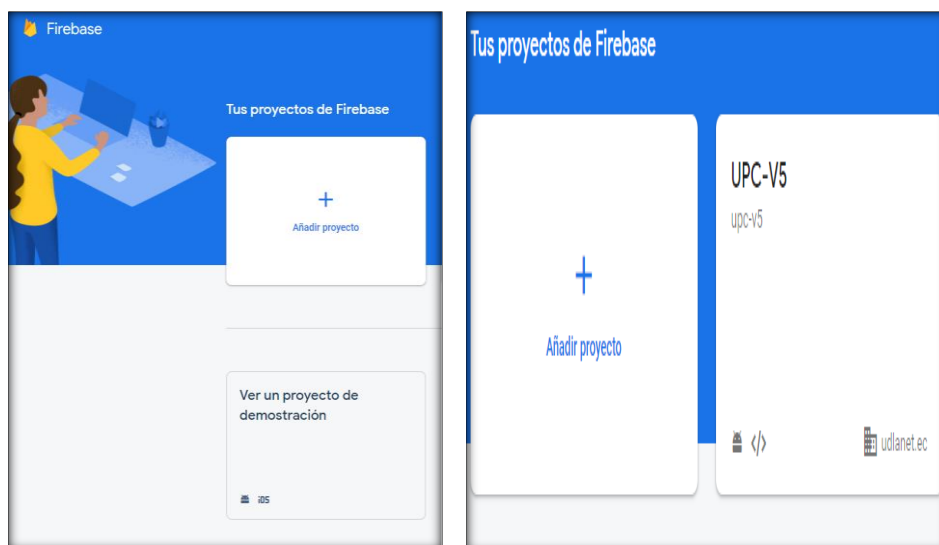 Firebase
Tus proyectos de Firebase
+
Añadir proyecto
Ver un proyecto de
demostración
iOS
Tus proyectos de Firebase
+
Añadir proyecto
UPC-V5
upc-v5
</>
udlanet.ec